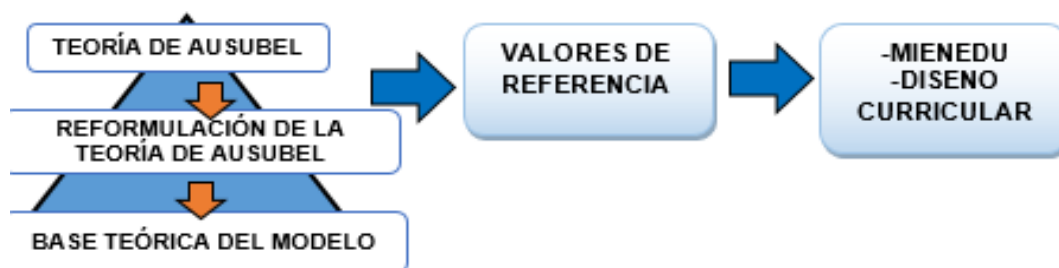 TEORÍA DE AUSUBEL
REFORMULACIÓN DE LA
TEORÍA DE AUSUBEL
BASE TEÓRICA DEL MODELO
VALORES DE
REFERENCIA
-MIENEDU
-DISENO
CURRICULAR